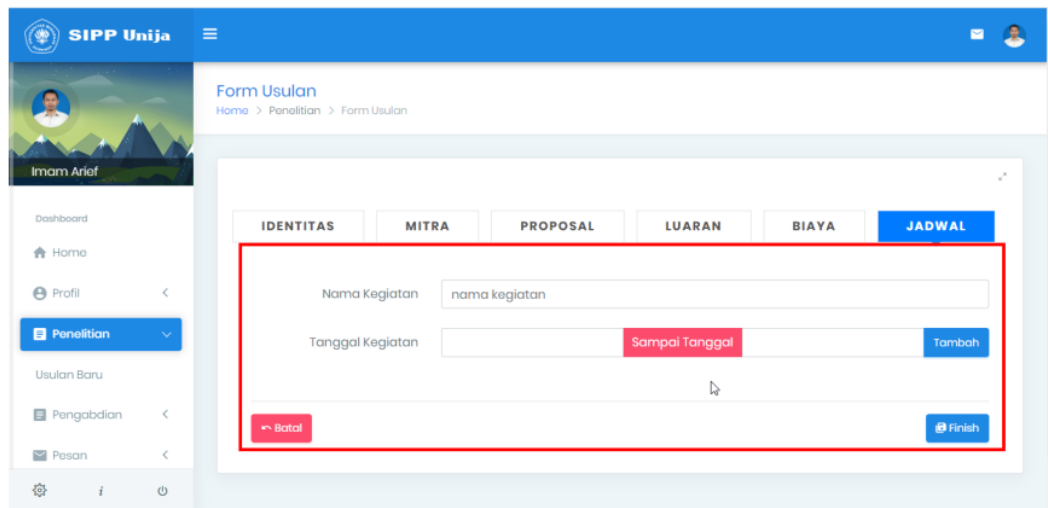 SIPP Unija
Form Usulan
Home > Penelitian > Form Usulan
Imam Arief
Dashboard
Home
Profil
Penelitian
Usulan Baru
Pengabdian
Pesan
IDENTITAS MITRA PROPOSAL LUARAN BIAYA JADWAL
Nama Kegiatan nama kegiatan
Tanggal Kegiatan Sampai Tanggal Tambah
Batal Finish